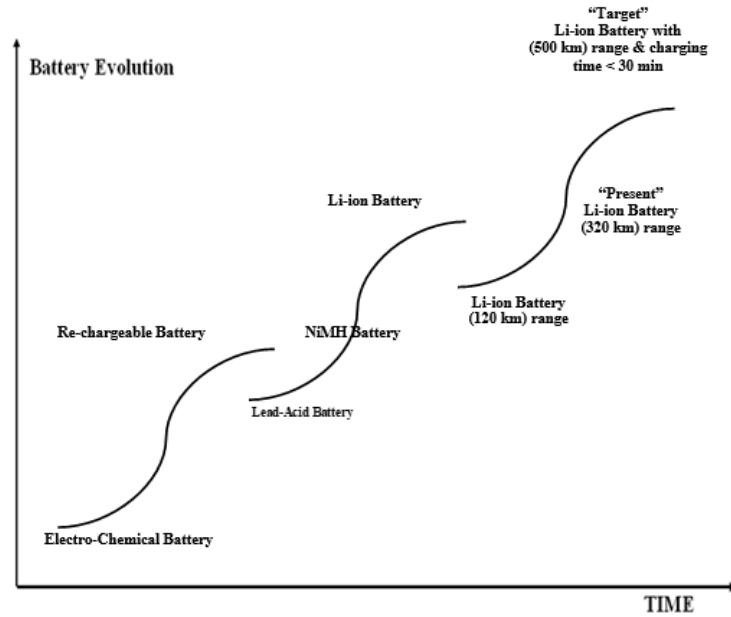 “Target”
Li-ion Battery with
(500 km) range & charging
time < 30 min
Battery Evolution
“Present”
Li-ion Battery
(320 km) range
Li-ion Battery
Li-ion Battery
(120 km) range
Re-chargeable Battery
NiMH Battery
Lead-Acid Battery
Electro-Chemical Battery
TIME